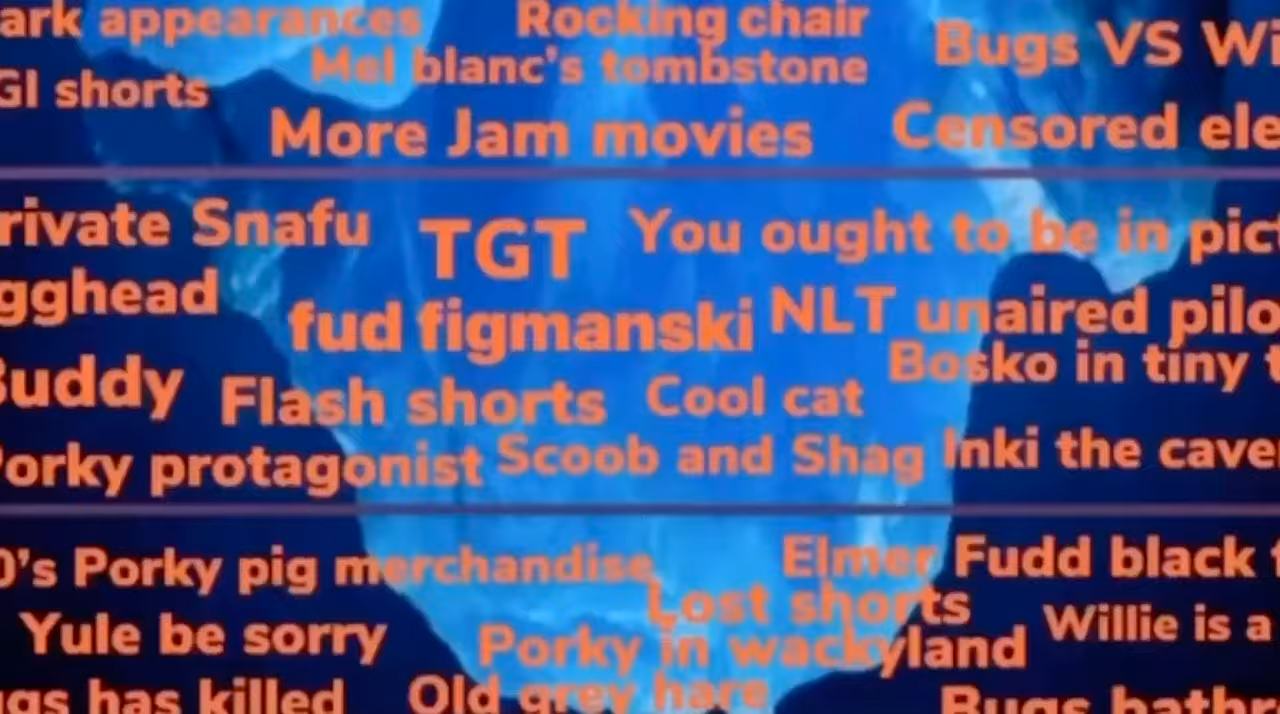 ark appearances
Rocking chair
Bugs VS Wi
Mel blanc's tombstone
GI shorts
More Jam movies
Censored ele
rivate Snafu
TGT
You ought to be in pict
gghead
fud figmanski
NLT unaired pilo
Buddy
Flash shorts
Cool cat
Bosko in tiny t
Porky protagonist
Scoob and Shag
Inki the cave
0's Porky pig merchandise
Elmer Fudd black f
Lost shorts
Yule be sorry
Porky in wackyland
Willie is a
ugs has killed
Old grey hare
Bugs bathr